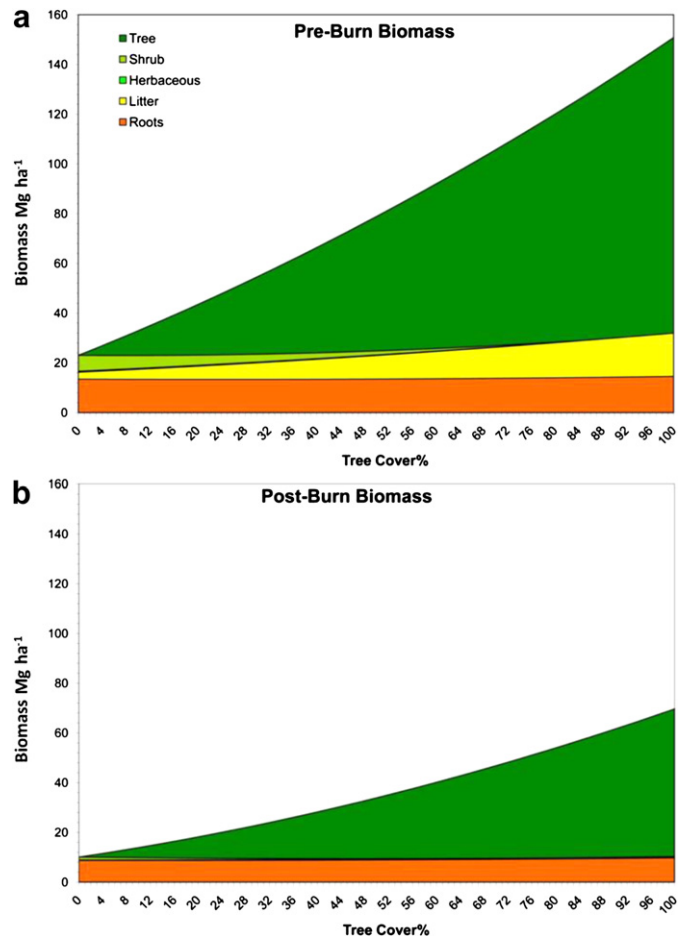 a
Pre-Burn Biomass
Tree
Shrub
Herbaceous
Litter
Roots
Biomass Mg ha⁻¹
160
140
120
100
80
60
40
20
0
0 4 8 12 16 20 24 28 32 36 40 44 48 52 56 60 64 68 72 76 80 84 88 92 96 100
Tree Cover%
b
Post-Burn Biomass
Biomass Mg ha⁻¹
160
140
120
100
80
60
40
20
0
0 4 8 12 16 20 24 28 32 36 40 44 48 52 56 60 64 68 72 76 80 84 88 92 96 100
Tree Cover%